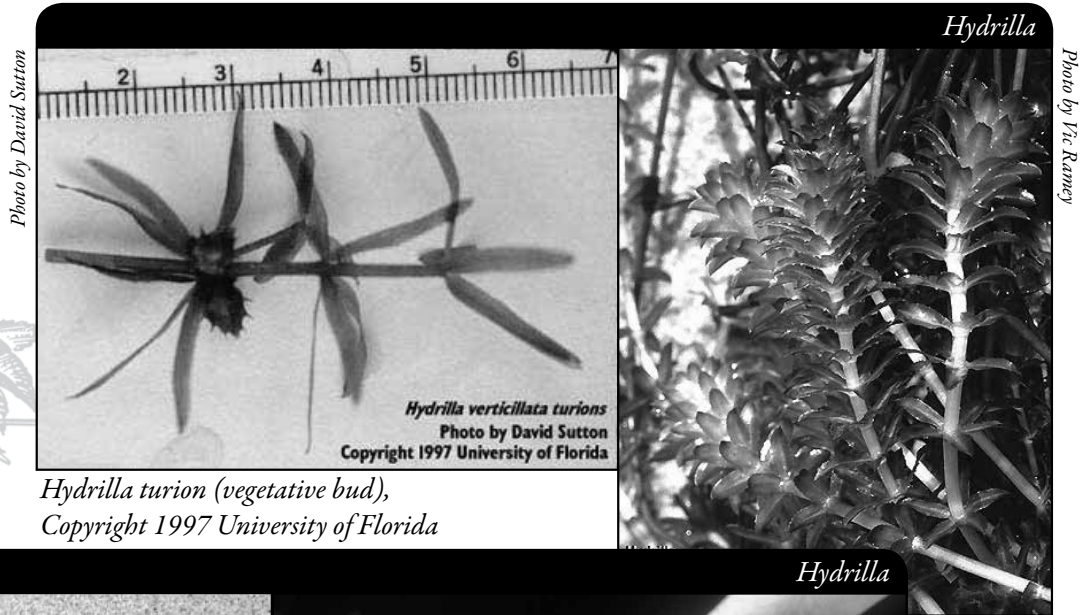 Hydrilla
Photo by David Sutton
2 3 4 5 6 7
Hydrilla verticillata turions
Photo by David Sutton
Copyright 1997 University of Florida
Photo by Vic Ramey
Hydrilla turion (vegetative bud),
Copyright 1997 University of Florida
Hydrilla